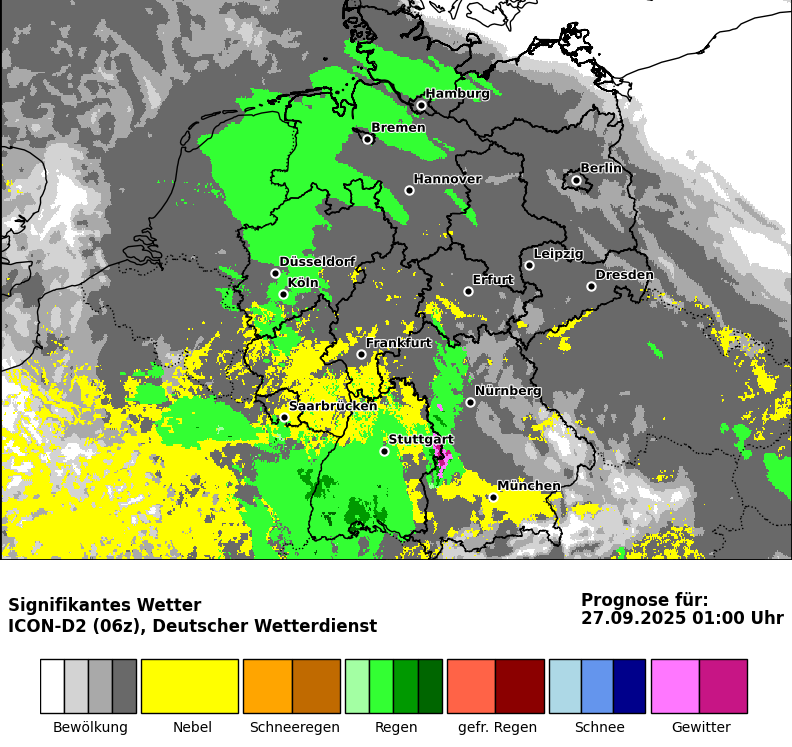 Hamburg
Bremen
Berlin
Hannover
Leipzig
Düsseldorf
Dresden
Köln
Erfurt
Frankfurt
Nürnberg
Saarbrücken
Stuttgart
München
Signifikantes Wetter
ICON-D2 (06z), Deutscher Wetterdienst
Prognose für:
27.09.2025 01:00 Uhr
Bewölkung Nebel Schneeregen Regen gefr. Regen Schnee Gewitter